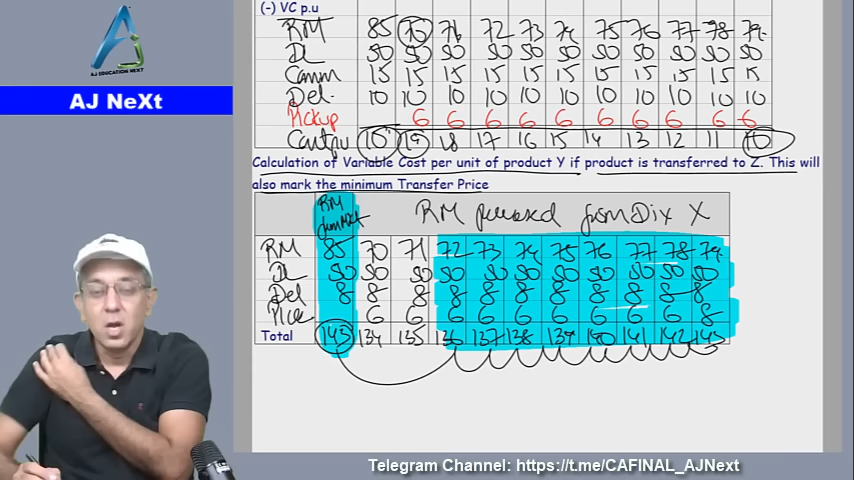 AJ EDUCATION NEXT
AJ NeXt
(-) VC p.u
RM 85 70 71 72 73 74 75 76 77 78 79
DL 50 50 50 50 50 50 50 50 50 50 50
Comm 15 15 15 15 15 15 15 15 15 15 15
Del. 10 10 10 10 10 10 10 10 10 10 10
Pickup 6 6 6 6 6 6 6 6 6 6
Contpu 10 19 18 17 16 15 14 13 12 11 10
Calculation of Variable Cost per unit of product Y if product is transferred to Z. This will
also mark the minimum Transfer Price
RM
from Mkt
RM from Div X
RM 85 70 71 72 73 74 75 76 77 78 79
DL 50 50 50 50 50 50 50 50 50 50 50
Del 8 8 8 8 8 8 8 8 8 8 8
6 6 6 6 6 6 6 6 6 8
Total 143 134 135 136 137 138 139 140 141 142 143
Telegram Channel: https://t.me/CAFINAL_AJNext